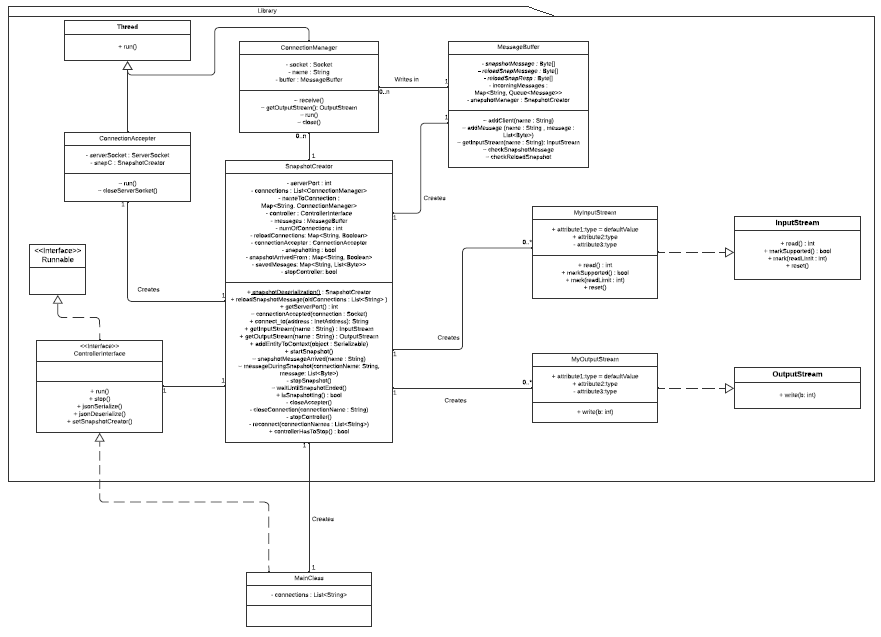 Library
Thread
+ run()
ConnectionManager
- socket : Socket
- name : String
- buffer : MessageBuffer
-- receive()
-- getOutputStream(): OutputStream
-- run()
-- close()
Writes in
0..n
1
MessageBuffer
- snapshotMessage : Byte[]
- reloadSnapMessage : Byte[]
- reloadSnapResp : Byte[]
- incomingMessages :
Map<String, Queue<Message>>
- snapshotManager : SnapshotCreator
-- addClient(name : String)
-- addMessage (name : String , message :
List<Byte>)
-- getInputStream(name : String): InputStream
-- checkSnapshotMessage
-- checkReloadSnapshot
1
ConnectionAccepter
- serverSocket : ServerSocket
- snapC : SnapshotCreator
-- run()
-- closeServerSocket()
1
0..n
1
SnapshotCreator
- serverPort : int
- connections : List<ConnectionManager>
- nameToConnection :
Map<String, ConnectionManager>
- controller : ControllerInterface
- messages : MessageBuffer
- numOfConnections : int
- reloadConnections: Map<String, Boolean>
- connectionAccepter : ConnectionAccepter
- snapshoting : bool
- snapshotArrivedFrom : Map<String, Boolean>
- savedMesages: Map<String, List<Byte>>
- stopController : bool
+ snapshotDeserialization() : SnapshotCreator
+ reloadSnapshotMessage(oldConnections : List<String> )
+ getServerPort() : int
-- connectionAccepted(connection : Socket)
+ connect_to(address : InetAddress): String
+ getInputStream(name : String) : InputStream
+ getOutputStream(name : String) : OutputStream
+ addEntityToContext(object : Serializable)
+ startSnapshot()
-- snapshotMessageArrived(name : String)
-- messageDuringSnapshot(connectionName: String,
message: List<Byte>)
- stopSnapshot()
-- waitUntilSnapshotEnded()
+ isSnapshoting() : bool
- closeAccepter()
- closeConnection(connectionName : String)
- stopController()
- reconnect(connectionNames : List<String>)
+ controllerHasToStop() : bool
Creates
1
Creates
1
<<Interface>>
Runnable
<<Interface>>
ControllerInterface
+ run()
+ stop()
+ jsonSerialize()
+ jsonDeserialize()
+ setSnapshotCreator()
1
1
MyInputStream
+ attribute1:type = defaultValue
+ attribute2:type
- attribute3:type
+ read() : int
+ markSupported() : bool
+ mark(readLimit : int)
+ reset()
0..*
InputStream
+ read() : int
+ markSupported() : bool
+ mark(readLimit : int)
+ reset()
Creates
1
MyOutputStream
+ attribute1:type = defaultValue
+ attribute2:type
- attribute3:type
+ write(b: int)
0..*
OutputStream
+ write(b: int)
Creates
1
1
Creates
1
MainClass
- connections : List<String>